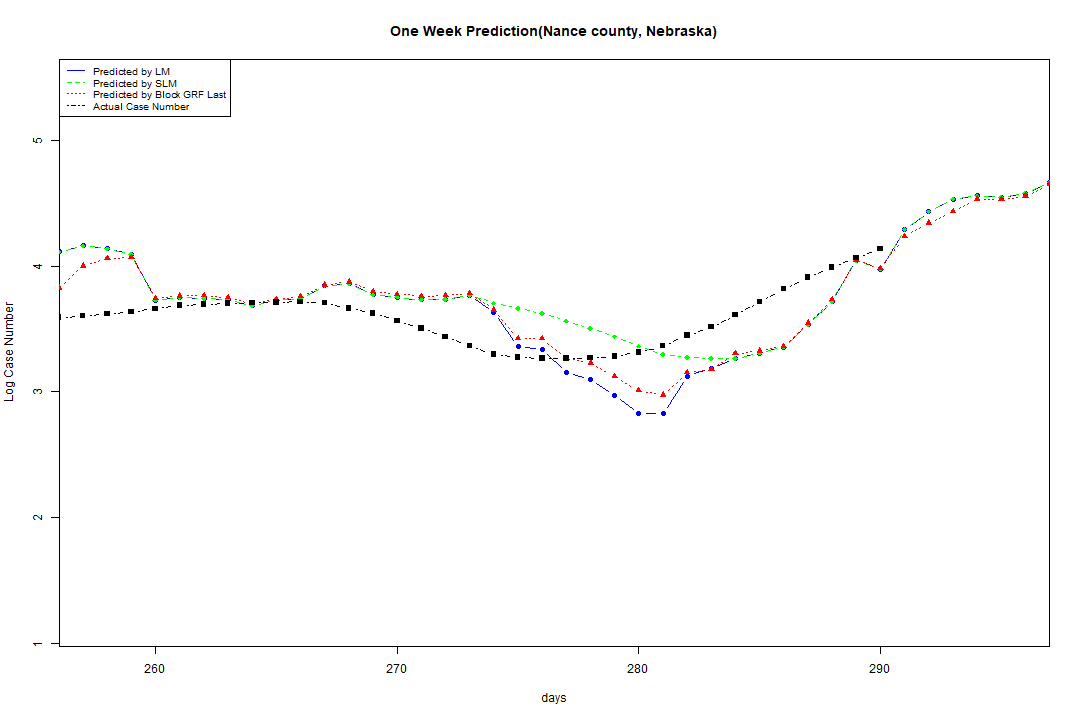 One Week Prediction(Nance county, Nebraska)
Predicted by LM
Predicted by SLM
Predicted by Block GRF Last
Actual Case Number
5
4
3
2
1
Log Case Number
260 270 280 290
days